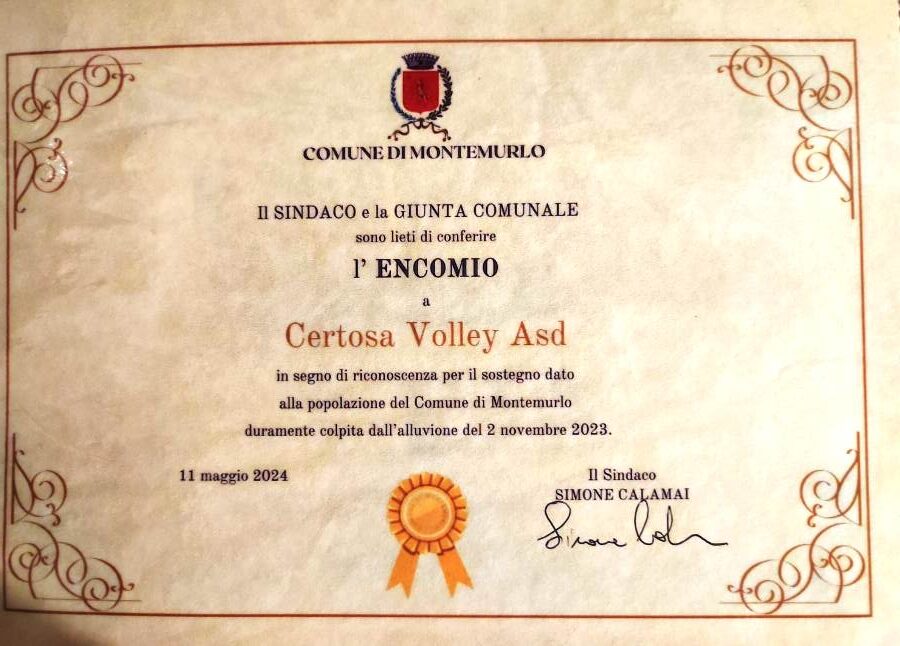 COMUNE DI MONTEMURLO
Il SINDACO e la GIUNTA COMUNALE
sono lieti di conferire
l' ENCOMIO
a
Certosa Volley Asd
in segno di riconoscenza per il sostegno dato
alla popolazione del Comune di Montemurlo
duramente colpita dall'alluvione del 2 novembre 2023.
11 maggio 2024
Il Sindaco
SIMONE CALAMAI